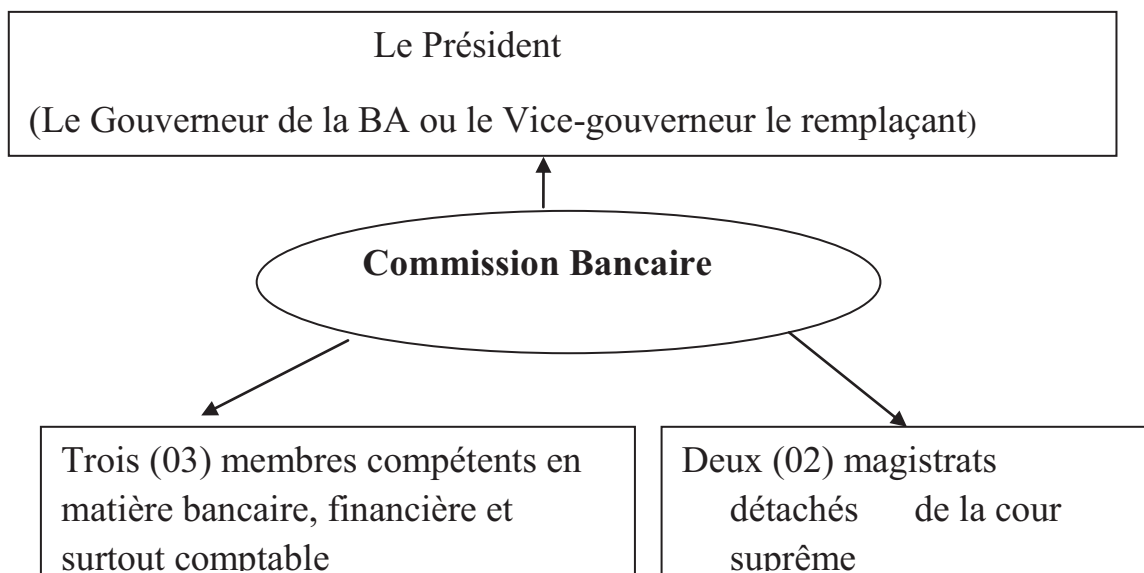 Le Président
(Le Gouverneur de la BA ou le Vice-gouverneur le remplaçant)
Commission Bancaire
Trois (03) membres compétents en
matière bancaire, financière et
surtout comptable
Deux (02) magistrats
détachés de la cour
suprême